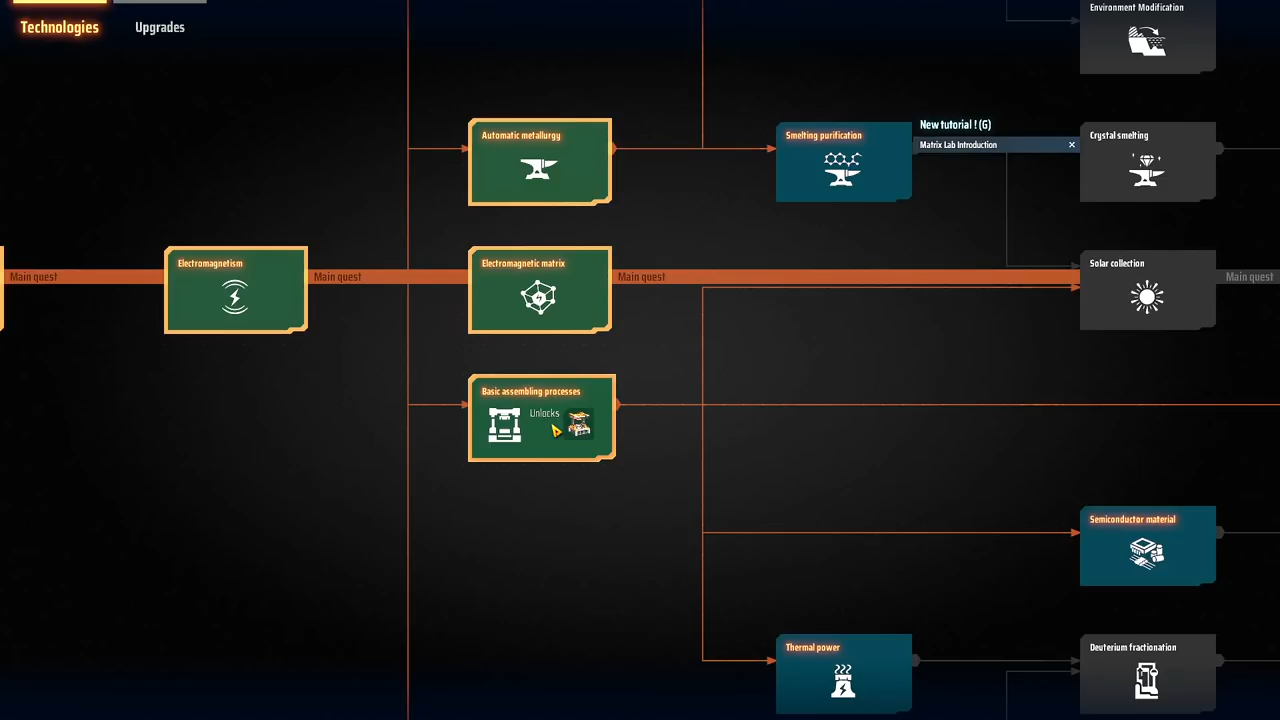 Technologies
Upgrades
Environment Modification
Automatic metallurgy
Smelting purification
New tutorial ! (G)
Matrix Lab Introduction
Crystal smelting
Electromagnetism
Electromagnetic matrix
Solar collection
Main quest
Main quest
Main quest
Main quest
Basic assembling processes
Unlocks
Semiconductor material
Thermal power
Deuterium fractionation